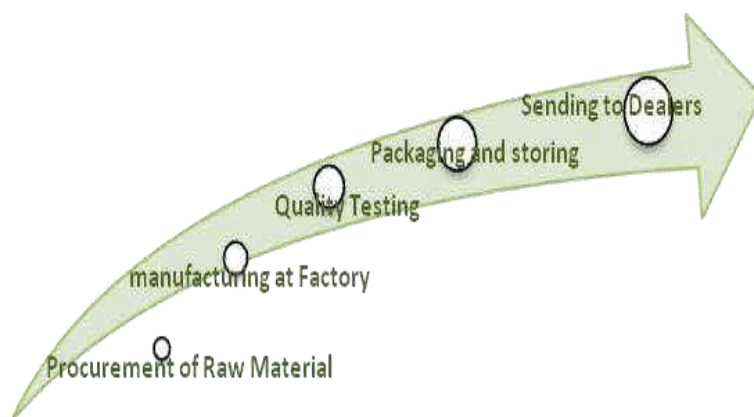 Sending to Dealers
Packaging and storing
Quality Testing
manufacturing at Factory
Procurement of Raw Material